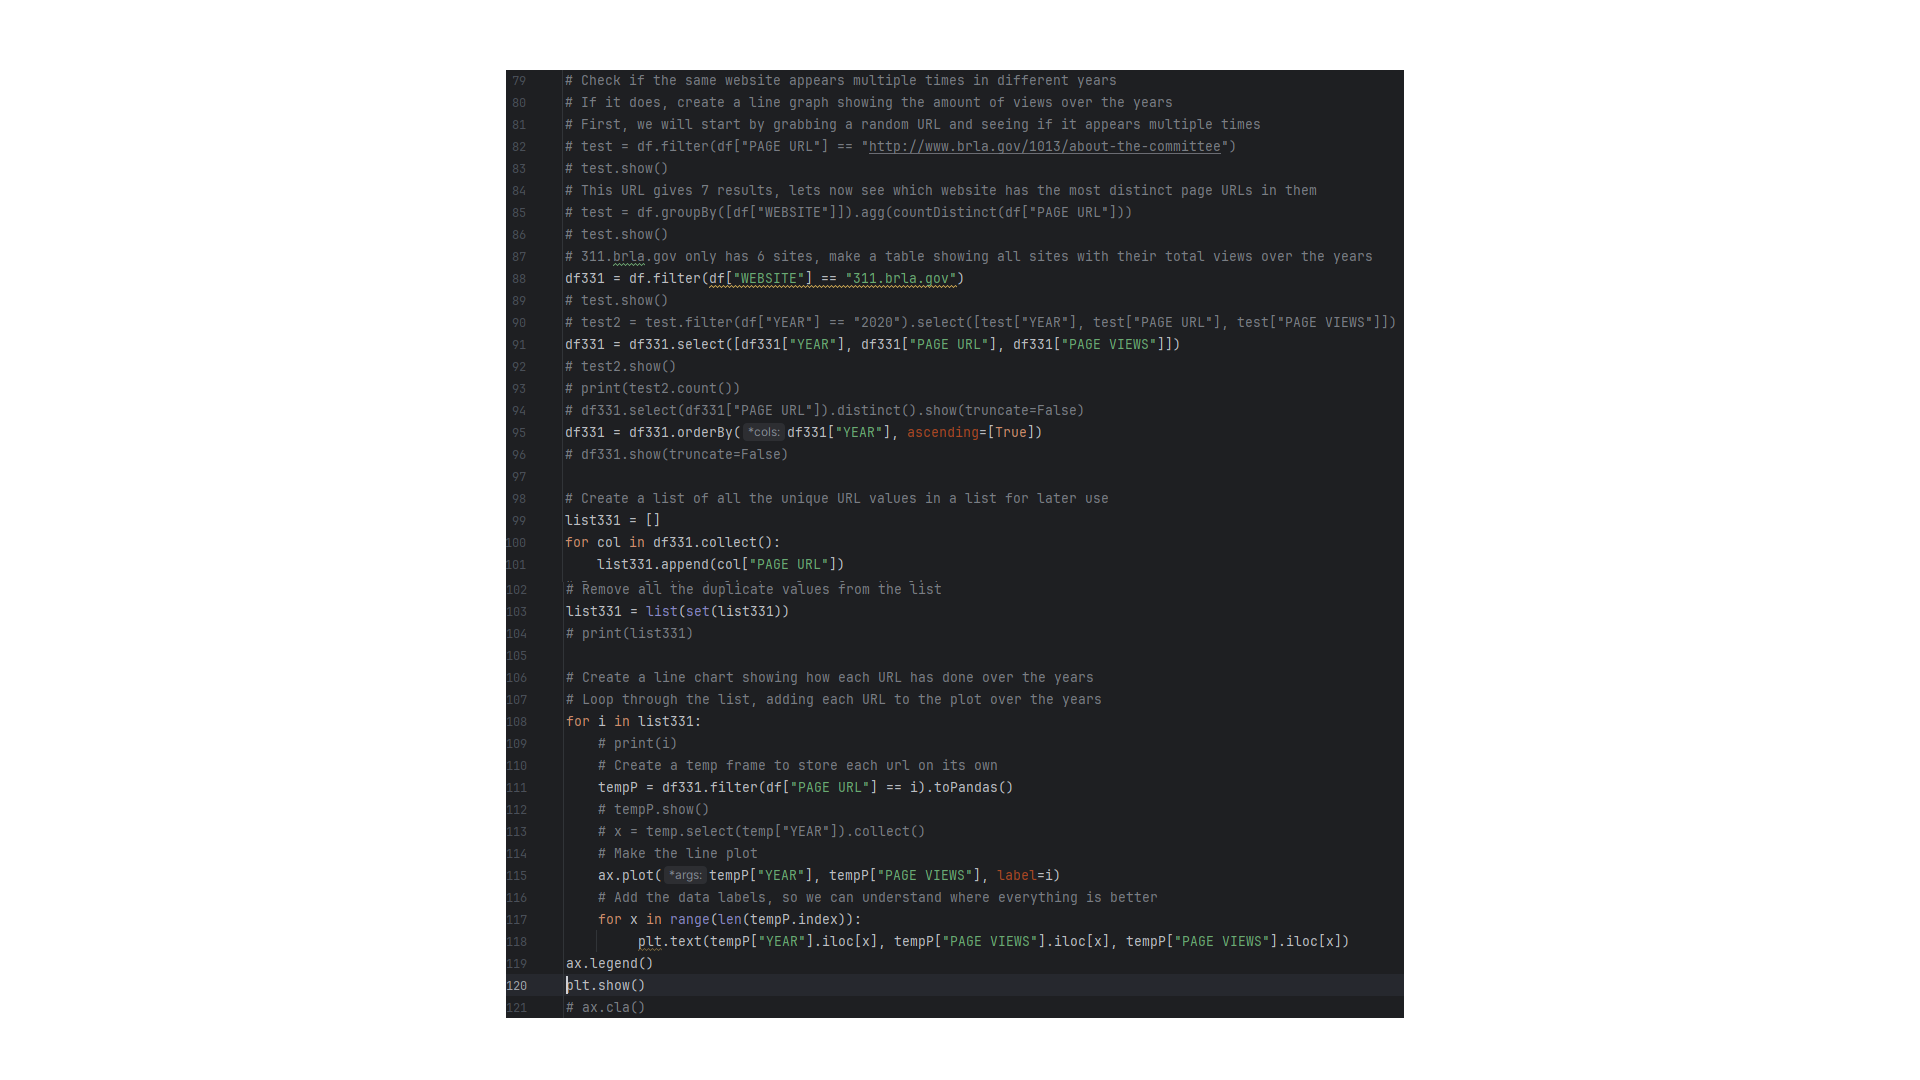 79 # Check if the same website appears multiple times in different years
80 # If it does, create a line graph showing the amount of views over the years
81 # First, we will start by grabbing a random URL and seeing if it appears multiple times
82 # test = df.filter(df["PAGE URL"] == "http://www.brla.gov/1013/about-the-committee")
83 # test.show()
84 # This URL gives 7 results, lets now see which website has the most distinct page URLs in them
85 # test = df.groupBy([df["WEBSITE"]]).agg(countDistinct(df["PAGE URL"]))
86 # test.show()
87 # 311.brla.gov only has 6 sites, make a table showing all sites with their total views over the years
88 df331 = df.filter(df["WEBSITE"] == "311.brla.gov")
89 # test.show()
90 # test2 = test.filter(df["YEAR"] == "2020").select([test["YEAR"], test["PAGE URL"], test["PAGE VIEWS"]])
91 df331 = df331.select([df331["YEAR"], df331["PAGE URL"], df331["PAGE VIEWS"]])
92 # test2.show()
93 # print(test2.count())
94 # df331.select(df331["PAGE URL"]).distinct().show(truncate=False)
95 df331 = df331.orderBy( *cols: df331["YEAR"], ascending=[True])
96 # df331.show(truncate=False)
97
98 # Create a list of all the unique URL values in a list for later use
99 list331 = []
100 for col in df331.collect():
101     list331.append(col["PAGE URL"])
102 # Remove all the duplicate values from the list
103 list331 = list(set(list331))
104 # print(list331)
105
106 # Create a line chart showing how each URL has done over the years
107 # Loop through the list, adding each URL to the plot over the years
108 for i in list331:
109     # print(i)
110     # Create a temp frame to store each url on its own
111     tempP = df331.filter(df["PAGE URL"] == i).toPandas()
112     # tempP.show()
113     # x = temp.select(temp["YEAR"]).collect()
114     # Make the line plot
115     ax.plot( *args: tempP["YEAR"], tempP["PAGE VIEWS"], label=i)
116     # Add the data labels, so we can understand where everything is better
117     for x in range(len(tempP.index)):
118         plt.text(tempP["YEAR"].iloc[x], tempP["PAGE VIEWS"].iloc[x], tempP["PAGE VIEWS"].iloc[x])
119 ax.legend()
120 plt.show()
121 # ax.cla()